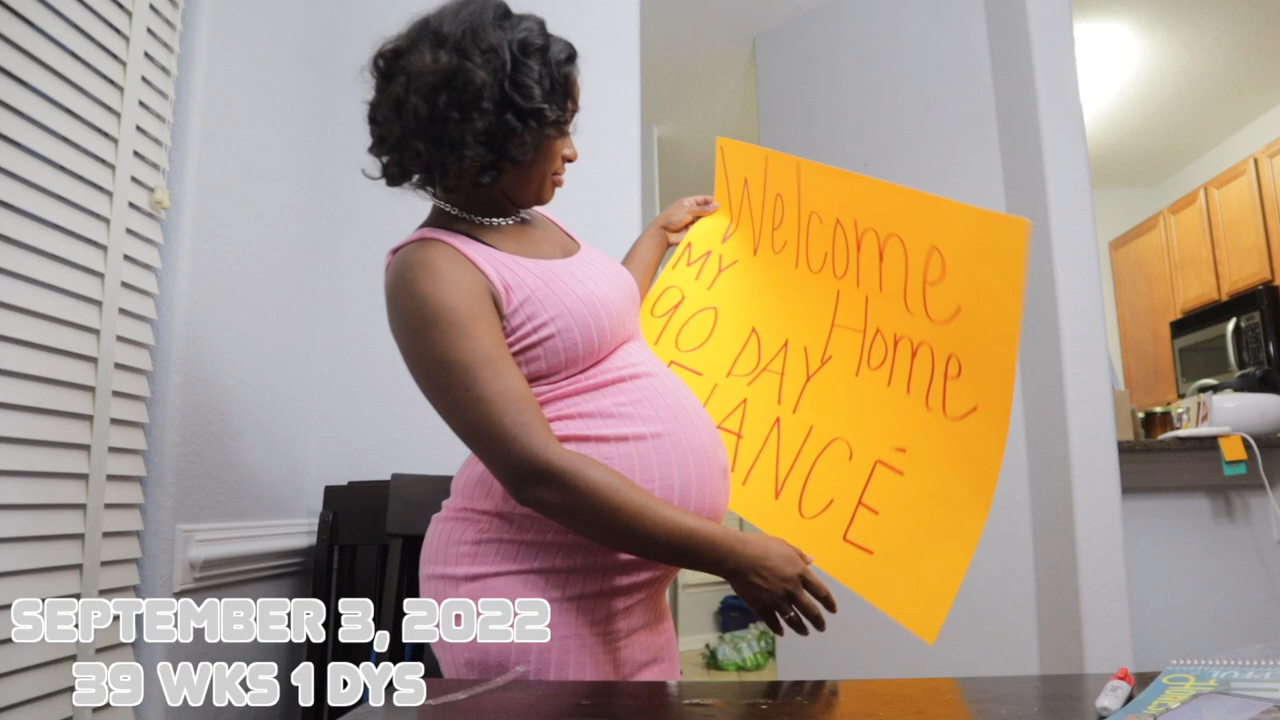 Welcome
Home
MY
90 DAY
FIANCÉ
SEPTEMBER 3, 2022
39 WKS 1 DYS